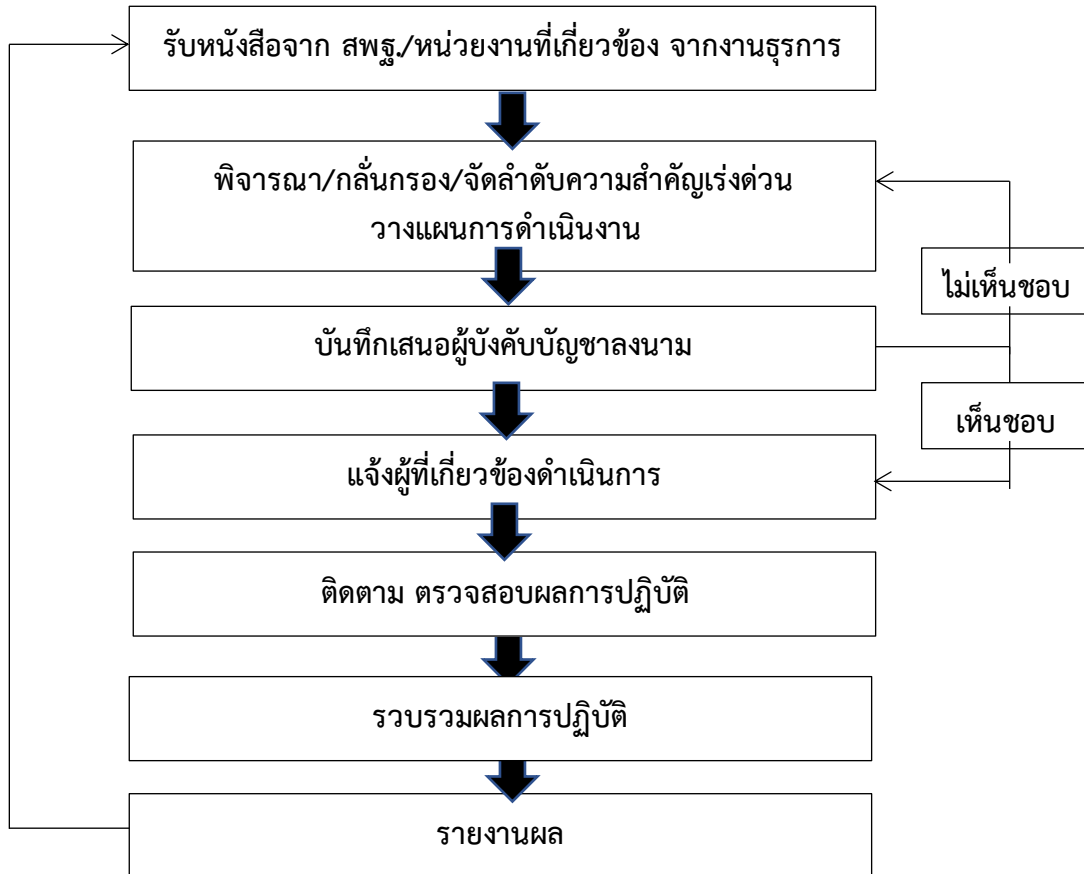 รับหนังสือจาก สพฐ./หน่วยงานที่เกี่ยวข้อง จากงานธุรการ
พิจารณา/กลั่นกรอง/จัดลำดับความสำคัญเร่งด่วน
วางแผนการดำเนินงาน
ไม่เห็นชอบ
บันทึกเสนอผู้บังคับบัญชาลงนาม
เห็นชอบ
แจ้งผู้ที่เกี่ยวข้องดำเนินการ
ติดตาม ตรวจสอบผลการปฏิบัติ
รวบรวมผลการปฏิบัติ
รายงานผล